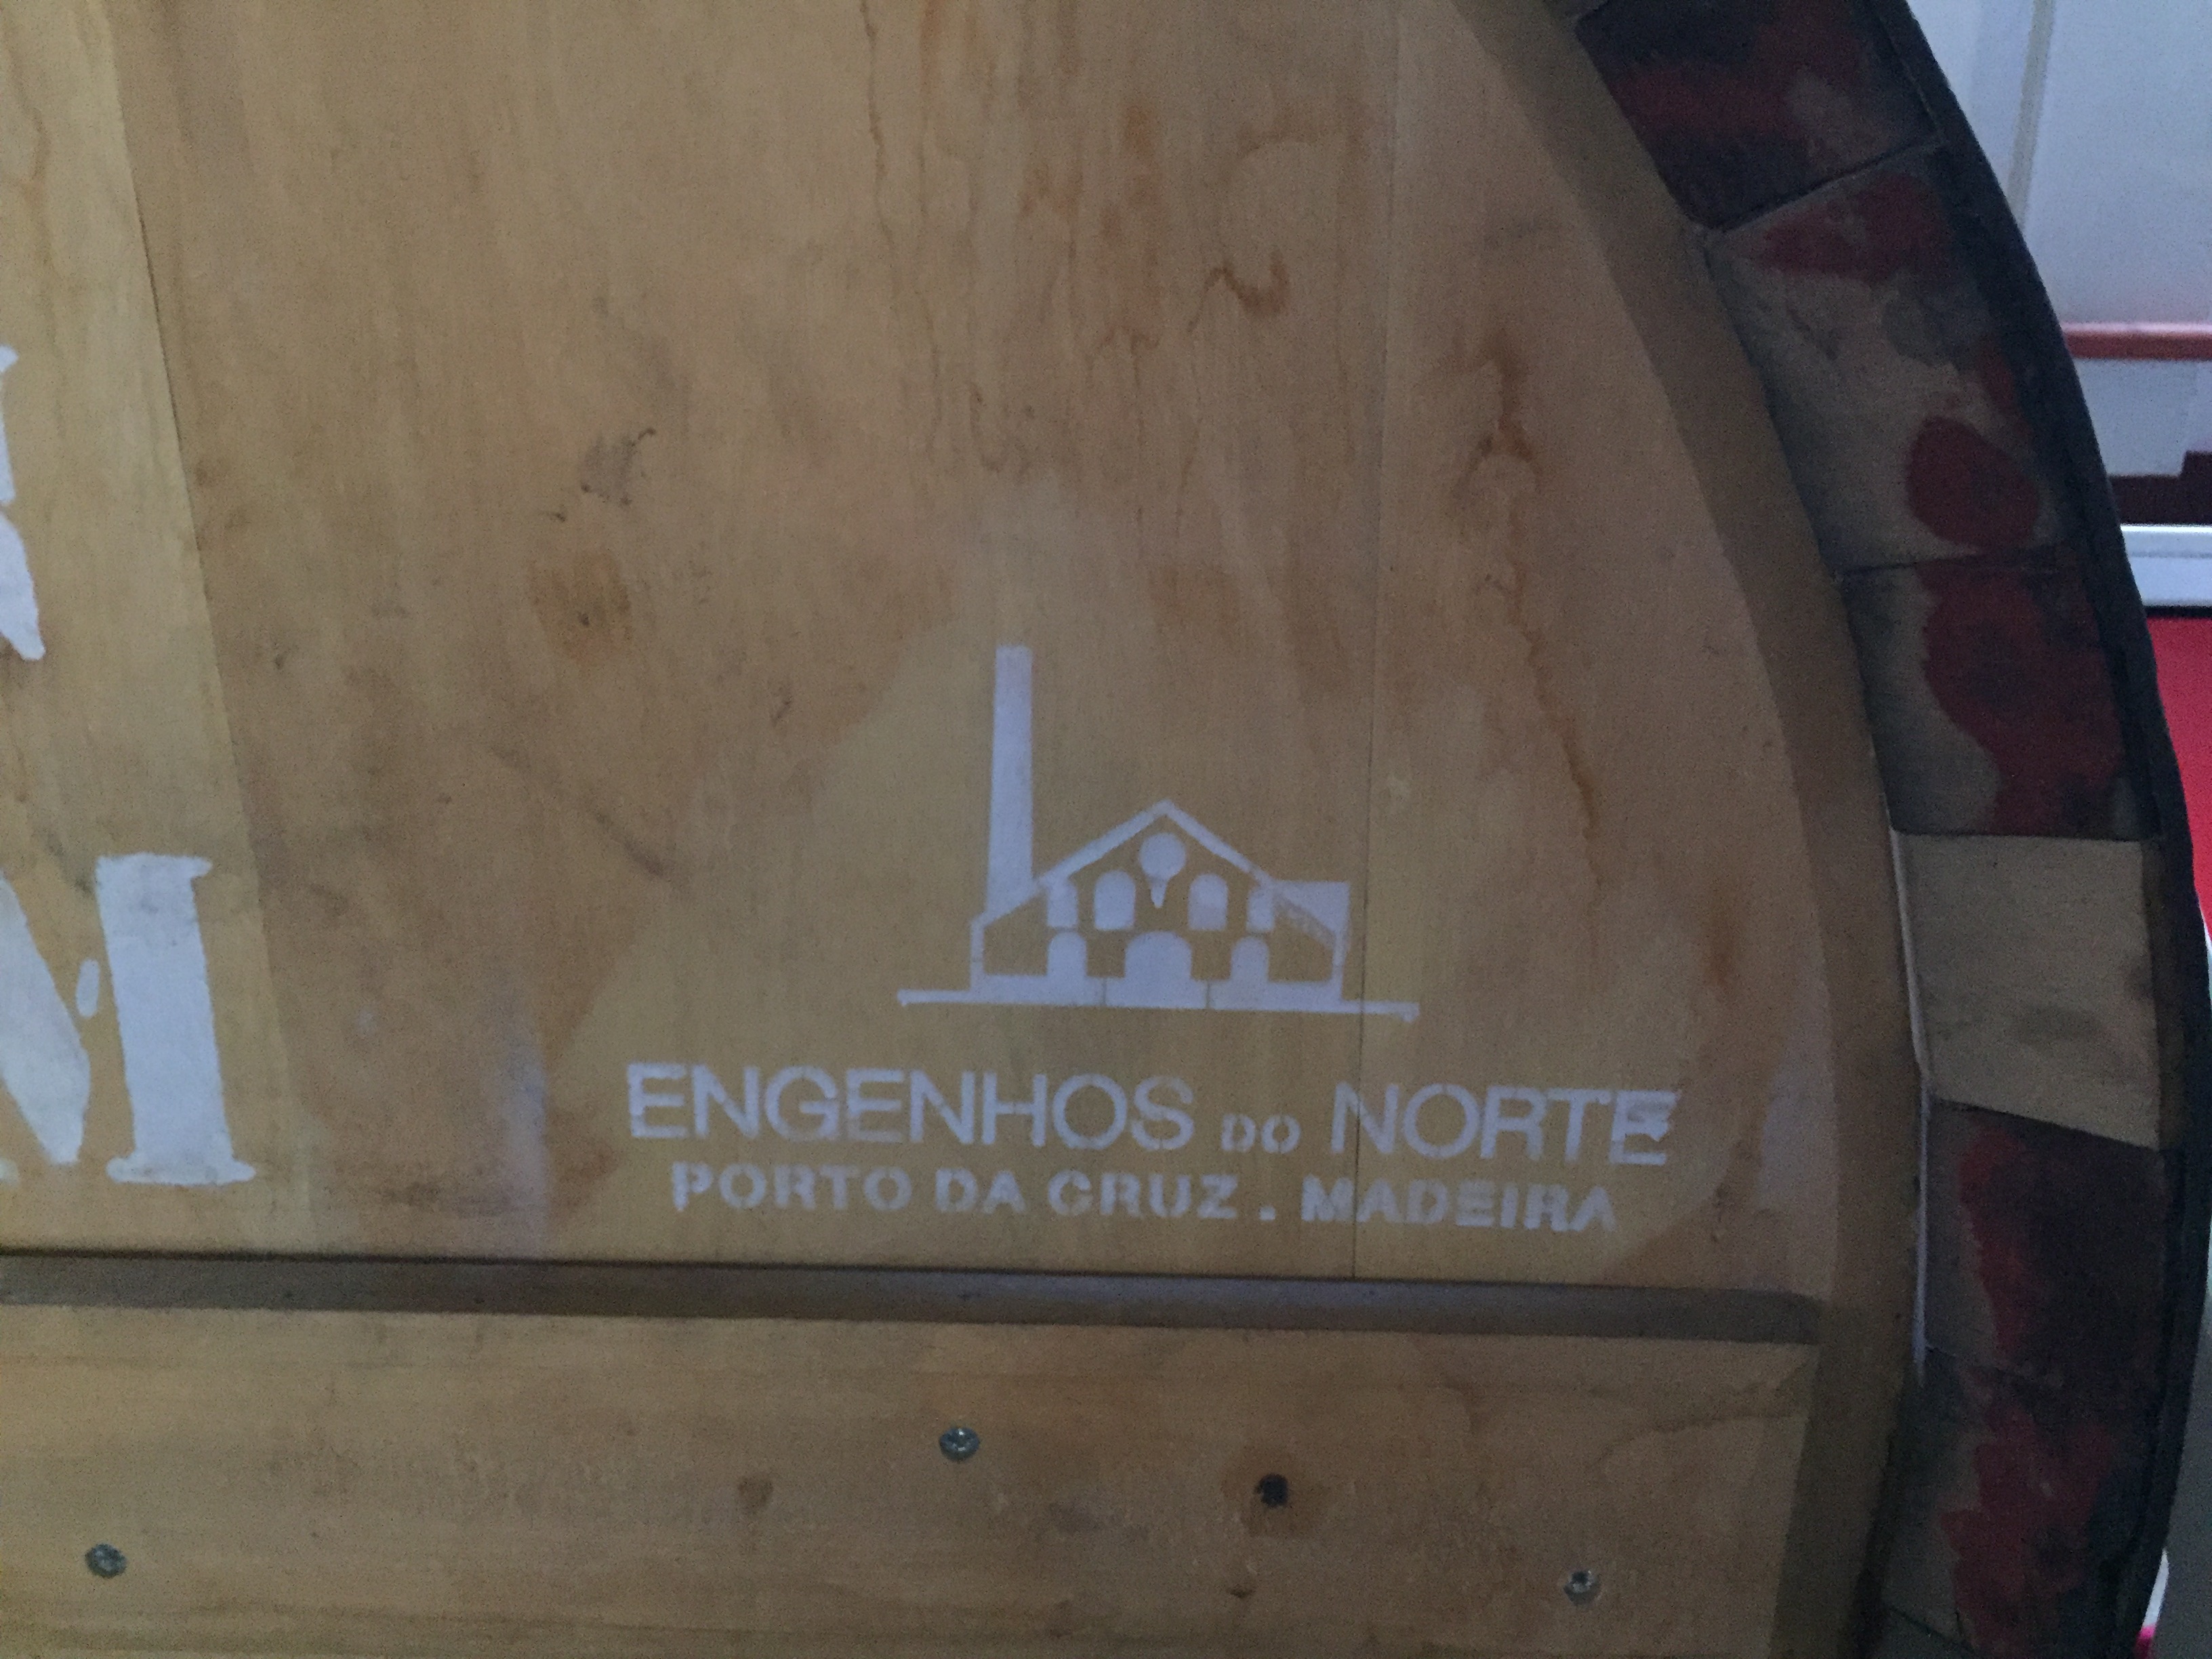 M
ENGENHOS DO NORTE
PORTO DA CRUZ . MADEIRA